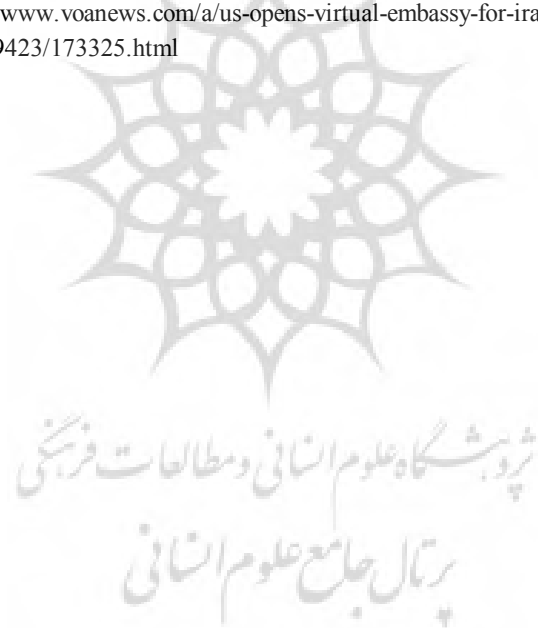 www.voanews.com/a/us-opens-virtual-embassy-for-ira
9423/173325.html
پژوهشگاه علوم انسانی و مطالعات فرهنگی
پرتال جامع علوم انسانی